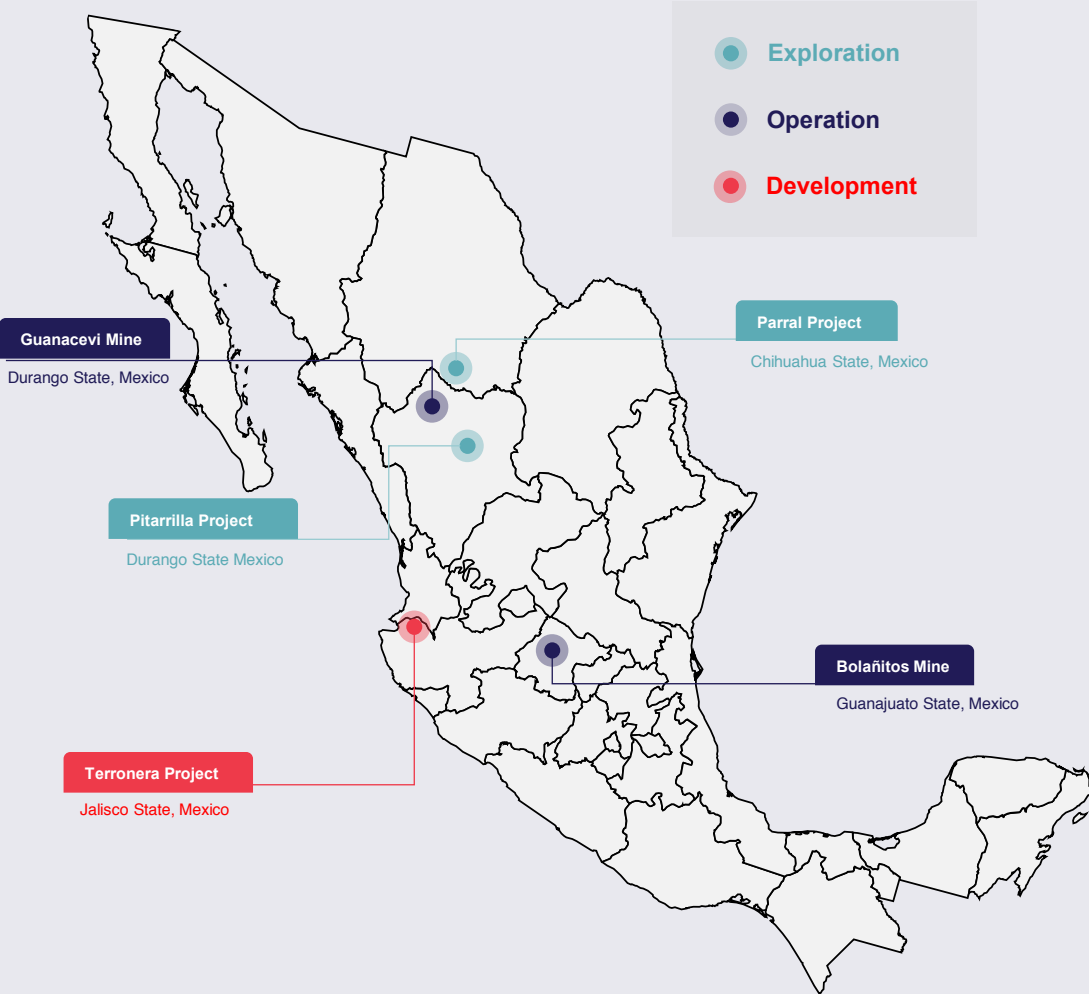 Exploration
Operation
Development
Guanacevi Mine
Durango State, Mexico
Parral Project
Chihuahua State, Mexico
Pitarrilla Project
Durango State Mexico
Bolañitos Mine
Guanajuato State, Mexico
Terronera Project
Jalisco State, Mexico